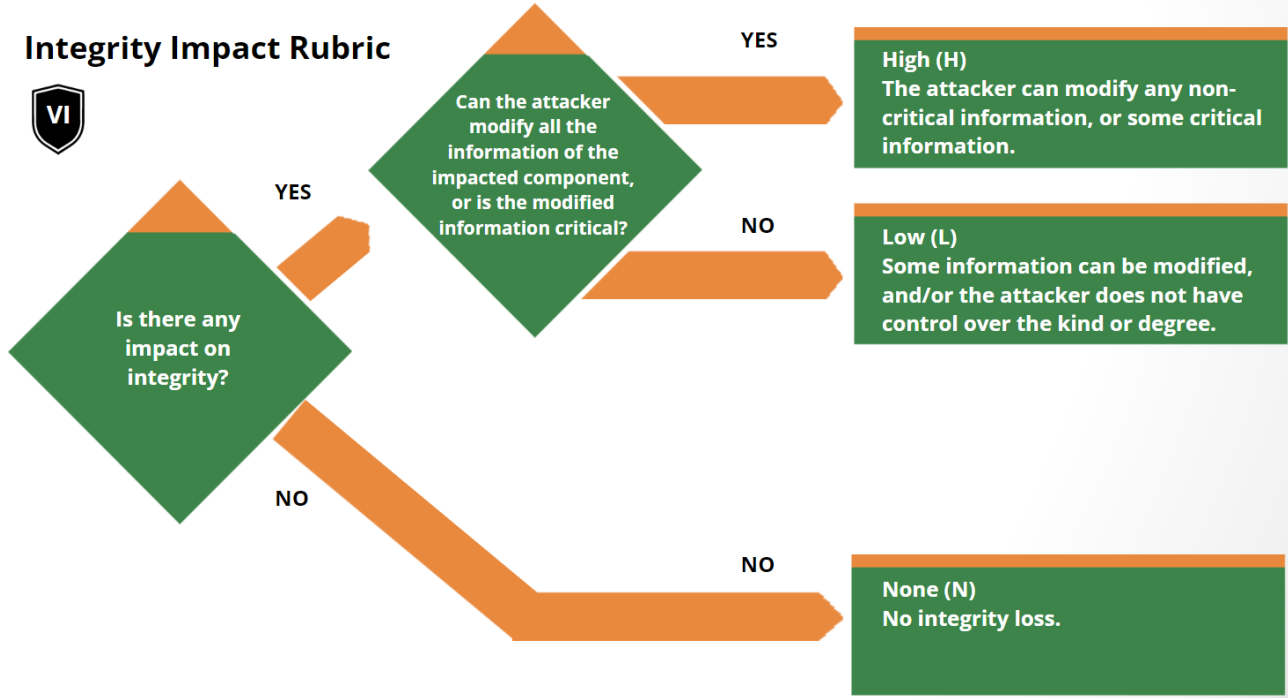 Integrity Impact Rubric
VI
Is there any
impact on
integrity?
YES
NO
Can the attacker
modify all the
information of the
impacted component,
or is the modified
information critical?
YES
High (H)
The attacker can modify any non-
critical information, or some critical
information.
NO
Low (L)
Some information can be modified,
and/or the attacker does not have
control over the kind or degree.
NO
None (N)
No integrity loss.